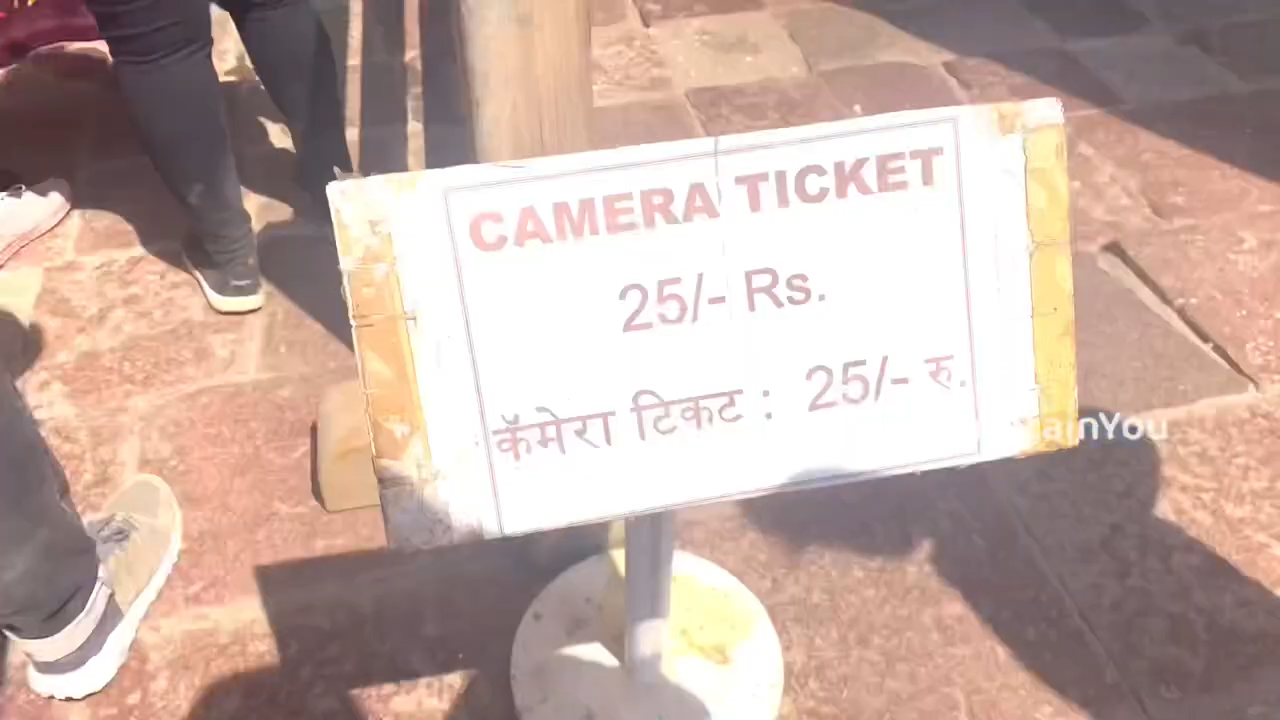 CAMERA TICKET
25/- Rs.
कॅमेरा टिकट : 25/- रु.